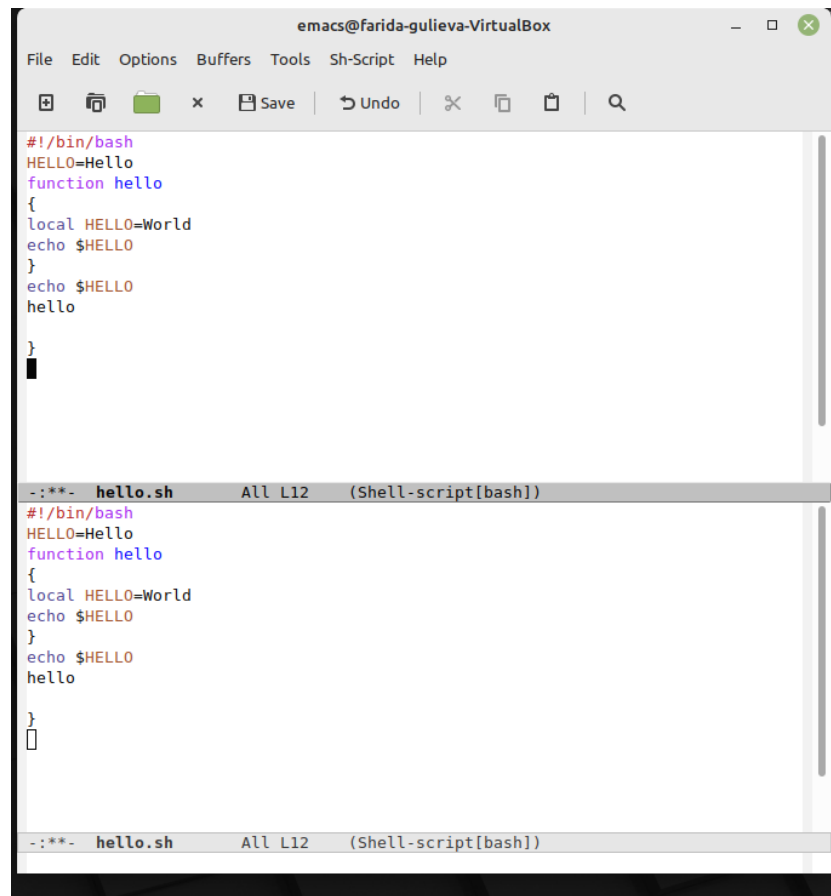 emacs@farida-gulieva-VirtualBox
File Edit Options Buffers Tools Sh-Script Help
Save Undo
#!/bin/bash
HELLO=Hello
function hello
{
local HELLO=World
echo $HELLO
}
echo $HELLO
hello
}
-:**- hello.sh All L12 (Shell-script[bash])
#!/bin/bash
HELLO=Hello
function hello
{
local HELLO=World
echo $HELLO
}
echo $HELLO
hello
}
-:**- hello.sh All L12 (Shell-script[bash])